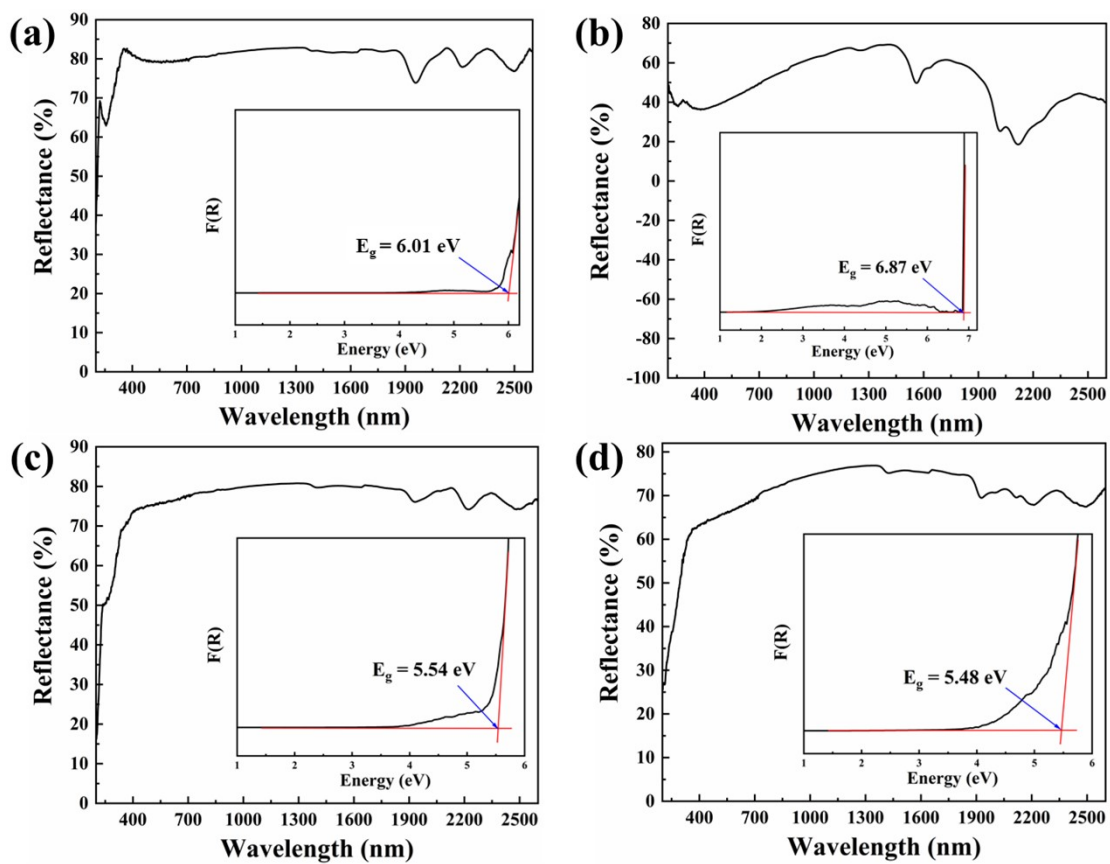 (a)
90
80
70
60
50
40
30
20
10
0
Reflectance (%)
400 700 1000 1300 1600 1900 2200 2500
Wavelength (nm)
F(R)
E_g = 6.01 eV
1 2 3 4 5 6
Energy (eV)
(b)
80
60
40
20
0
-20
-40
-60
-80
-100
Reflectance (%)
400 700 1000 1300 1600 1900 2200 2500
Wavelength (nm)
F(R)
E_g = 6.87 eV
1 2 3 4 5 6 7
Energy (eV)
(c)
90
80
70
60
50
40
30
20
10
0
Reflectance (%)
400 700 1000 1300 1600 1900 2200 2500
Wavelength (nm)
F(R)
E_g = 5.54 eV
1 2 3 4 5 6
Energy (eV)
(d)
80
70
60
50
40
30
20
10
0
Reflectance (%)
400 700 1000 1300 1600 1900 2200 2500
Wavelength (nm)
F(R)
E_g = 5.48 eV
1 2 3 4 5 6
Energy (eV)